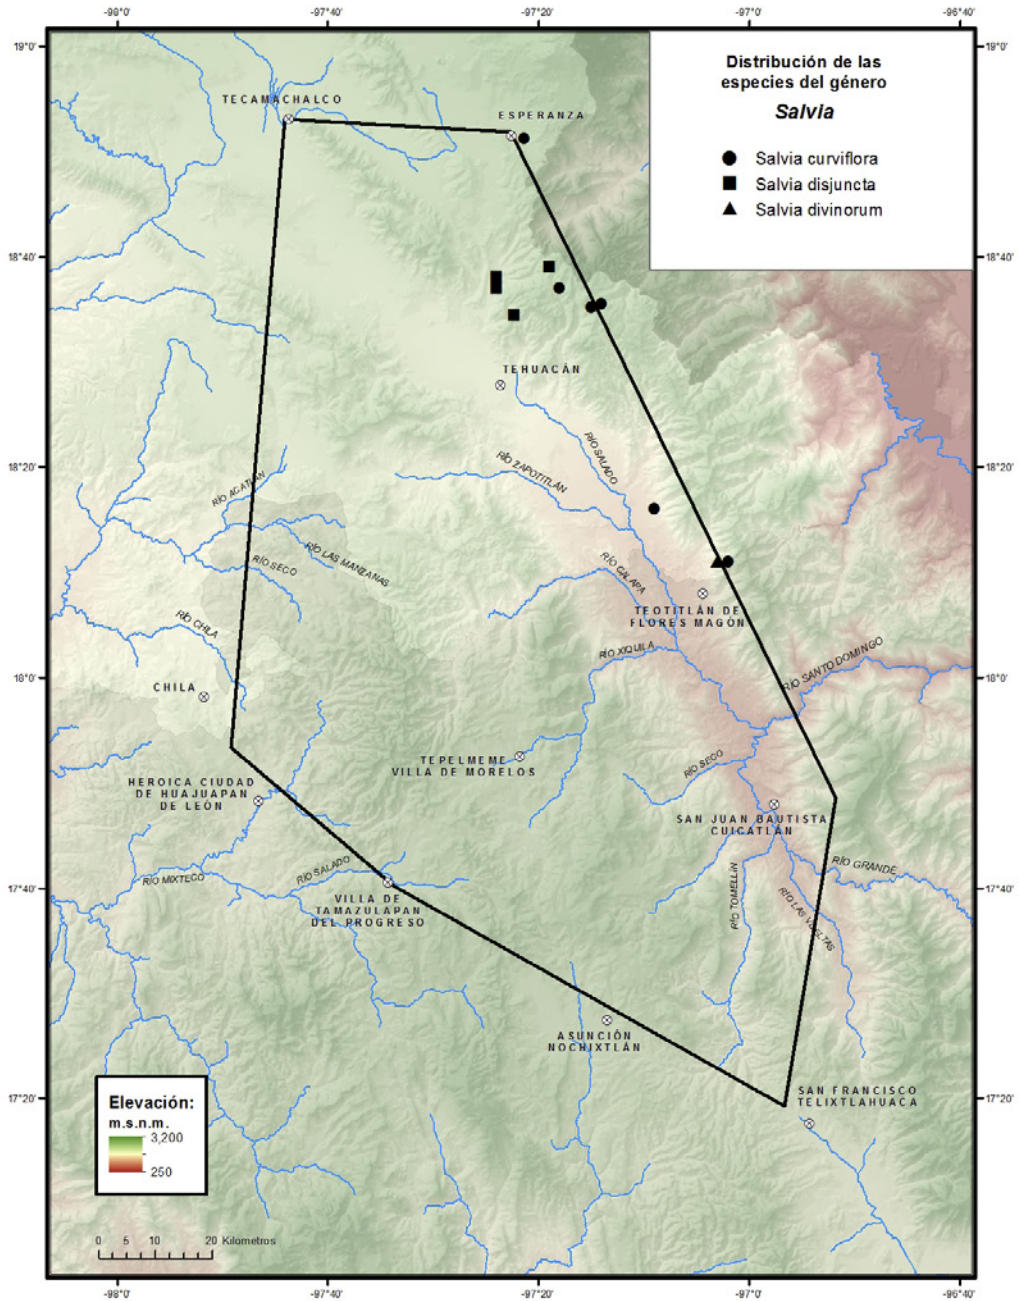 -98°0'
-97°40'
-97°20'
-97°0'
-96°40'
19°0'
19°0'
Distribución de las
especies del género
Salvia
Salvia curviflora
Salvia disjuncta
Salvia divinorum
TECAMACHALCO
ESPERANZA
18°40'
18°40'
TEHUACÁN
RÍO SALADO
RÍO ZAPOTITLÁN
18°20'
18°20'
RÍO ACATLÁN
RÍO LAS MANZANAS
RÍO SECO
RÍO CALAPA
TEOTITLÁN DE
FLORES MAGÓN
RÍO CHILA
RÍO XIQUILA
RÍO SANTO DOMINGO
18°0'
18°0'
CHILA
TEPELMEME
VILLA DE MORELOS
RÍO SECO
HEROICA CIUDAD
DE HUAJUAPAN
DE LEÓN
SAN JUAN BAUTISTA
CUICATLÁN
RÍO GRANDE
RÍO SALADO
RÍO MIXTECO
17°40'
17°40'
VILLA DE
TAMAZULAPAN
DEL PROGRESO
RÍO TOMELLÍN
RÍO LAS VUELTAS
ASUNCIÓN
NOCHIXTLÁN
SAN FRANCISCO
TELIXTLAHUACA
17°20'
17°20'
Elevación:
m.s.n.m.
3,200
250
0 5 10 20 Kilometros
-98°0'
-97°40'
-97°20'
-97°0'
-96°40'